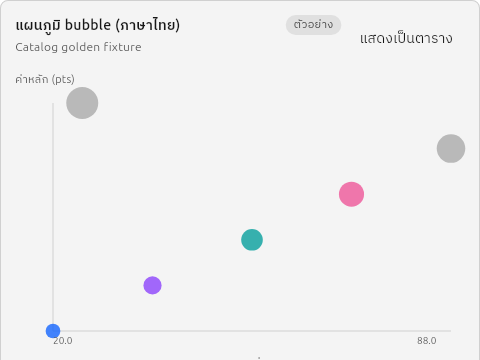 แผนภูมิ bubble (ภาษาไทย)
ตัวอย่าง
แสดงเป็นตาราง
Catalog golden fixture
ค่าหลัก (pts)
20.0
88.0